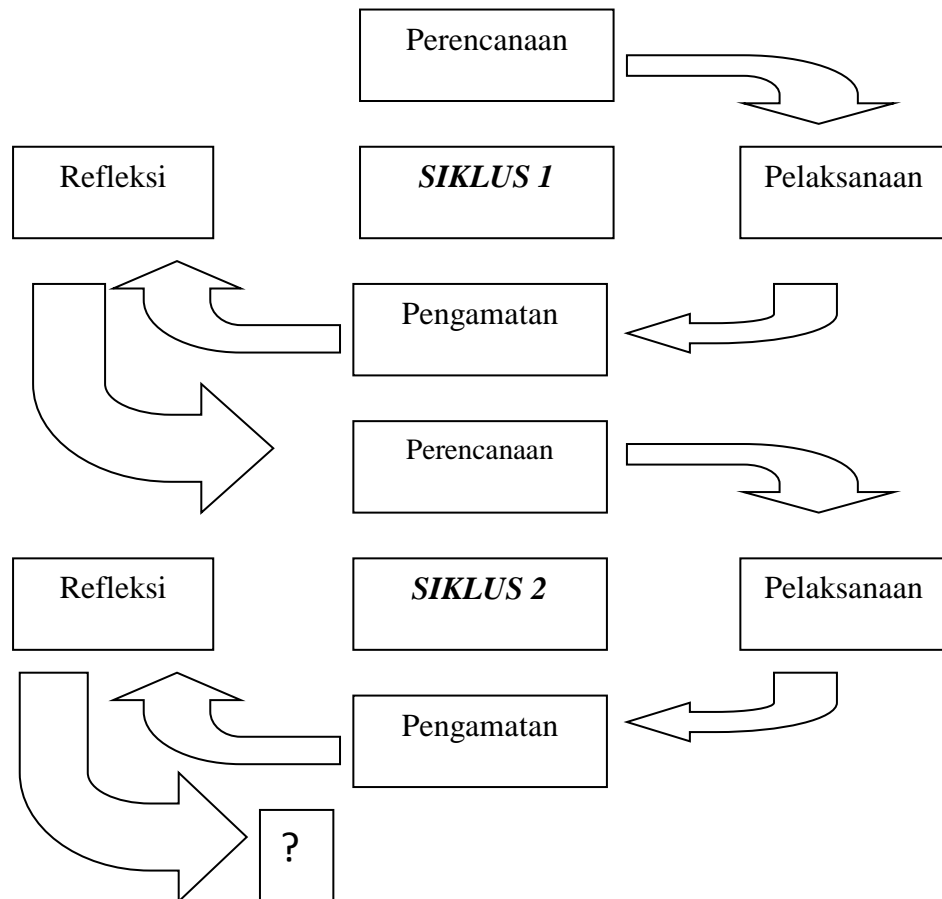 Perencanaan
Refleksi
SIKLUS 1
Pelaksanaan
Pengamatan
Perencanaan
Refleksi
SIKLUS 2
Pelaksanaan
Pengamatan
?